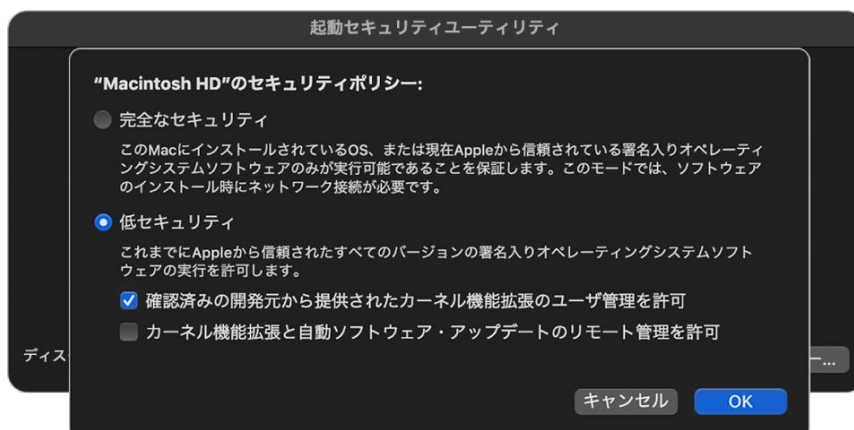 起動セキュリティユーティリティ
“Macintosh HD”のセキュリティポリシー:
完全なセキュリティ
このMacにインストールされているOS、または現在Appleから信頼されている署名入りオペレーティ
ングシステムソフトウェアのみが実行可能であることを保証します。このモードでは、ソフトウェア
のインストール時にネットワーク接続が必要です。
低セキュリティ
これまでにAppleから信頼されたすべてのバージョンの署名入りオペレーティングシステムソフト
ウェアの実行を許可します。
確認済みの開発元から提供されたカーネル機能拡張のユーザ管理を許可
カーネル機能拡張と自動ソフトウェア・アップデートのリモート管理を許可
ディス
ー...
キャンセル
OK